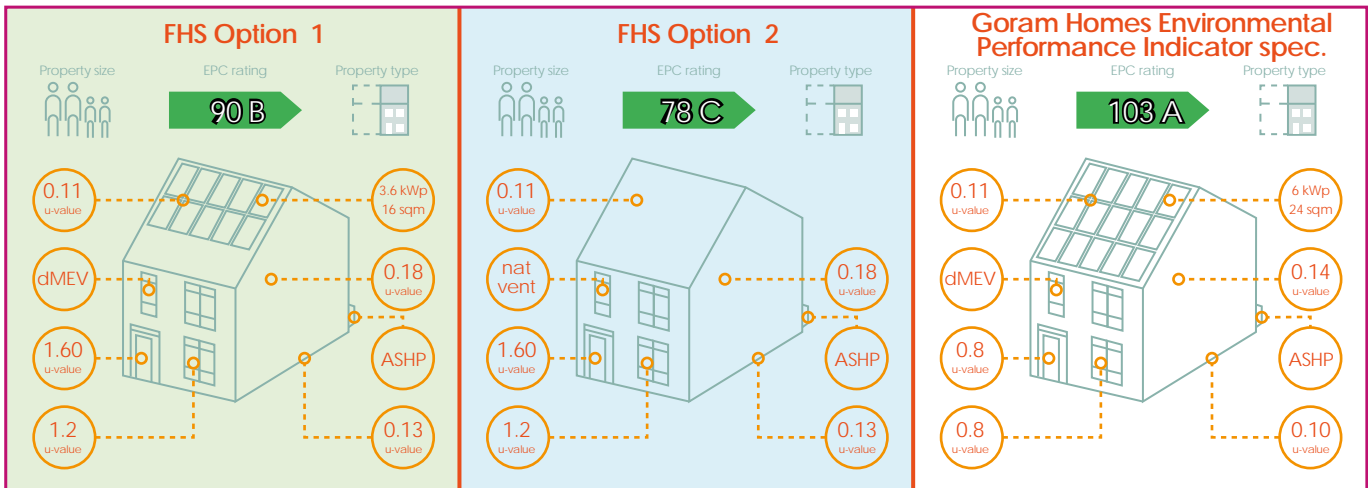 FHS Option 1
Property size
EPC rating
Property type
90 B
0.11
u-value
3.6 kWp
16 sqm
dMEV
0.18
u-value
1.60
u-value
ASHP
1.2
u-value
0.13
u-value
FHS Option 2
Property size
EPC rating
Property type
78 C
0.11
u-value
nat
vent
0.18
u-value
1.60
u-value
ASHP
1.2
u-value
0.13
u-value
Goram Homes Environmental
Performance Indicator spec.
Property size
EPC rating
Property type
103 A
0.11
u-value
6 kWp
24 sqm
dMEV
0.14
u-value
0.8
u-value
ASHP
0.8
u-value
0.10
u-value